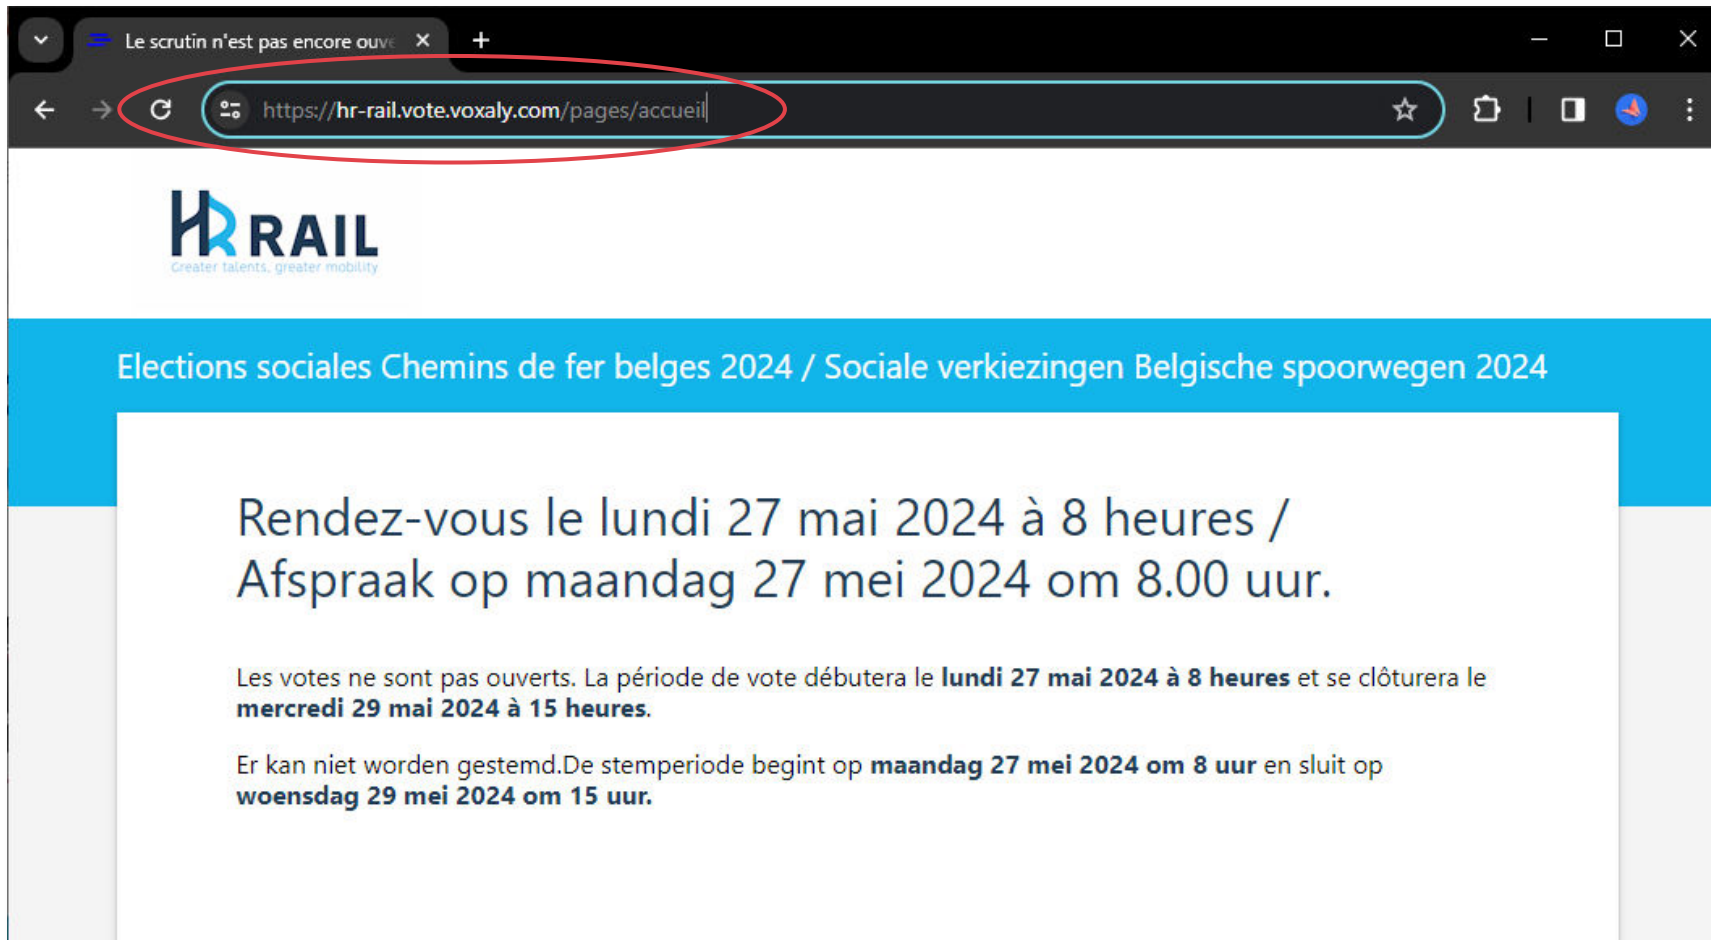 Le scrutin n'est pas encore ouve
https://hr-rail.vote.voxaly.com/pages/accueil
HR RAIL
Greater talents, greater mobility
Elections sociales Chemins de fer belges 2024 / Sociale verkiezingen Belgische spoorwegen 2024
Rendez-vous le lundi 27 mai 2024 à 8 heures /
Afspraak op maandag 27 mei 2024 om 8.00 uur.
Les votes ne sont pas ouverts. La période de vote débutera le lundi 27 mai 2024 à 8 heures et se clôturera le
mercredi 29 mai 2024 à 15 heures.
Er kan niet worden gestemd.De stemperiode begint op maandag 27 mei 2024 om 8 uur en sluit op
woensdag 29 mei 2024 om 15 uur.